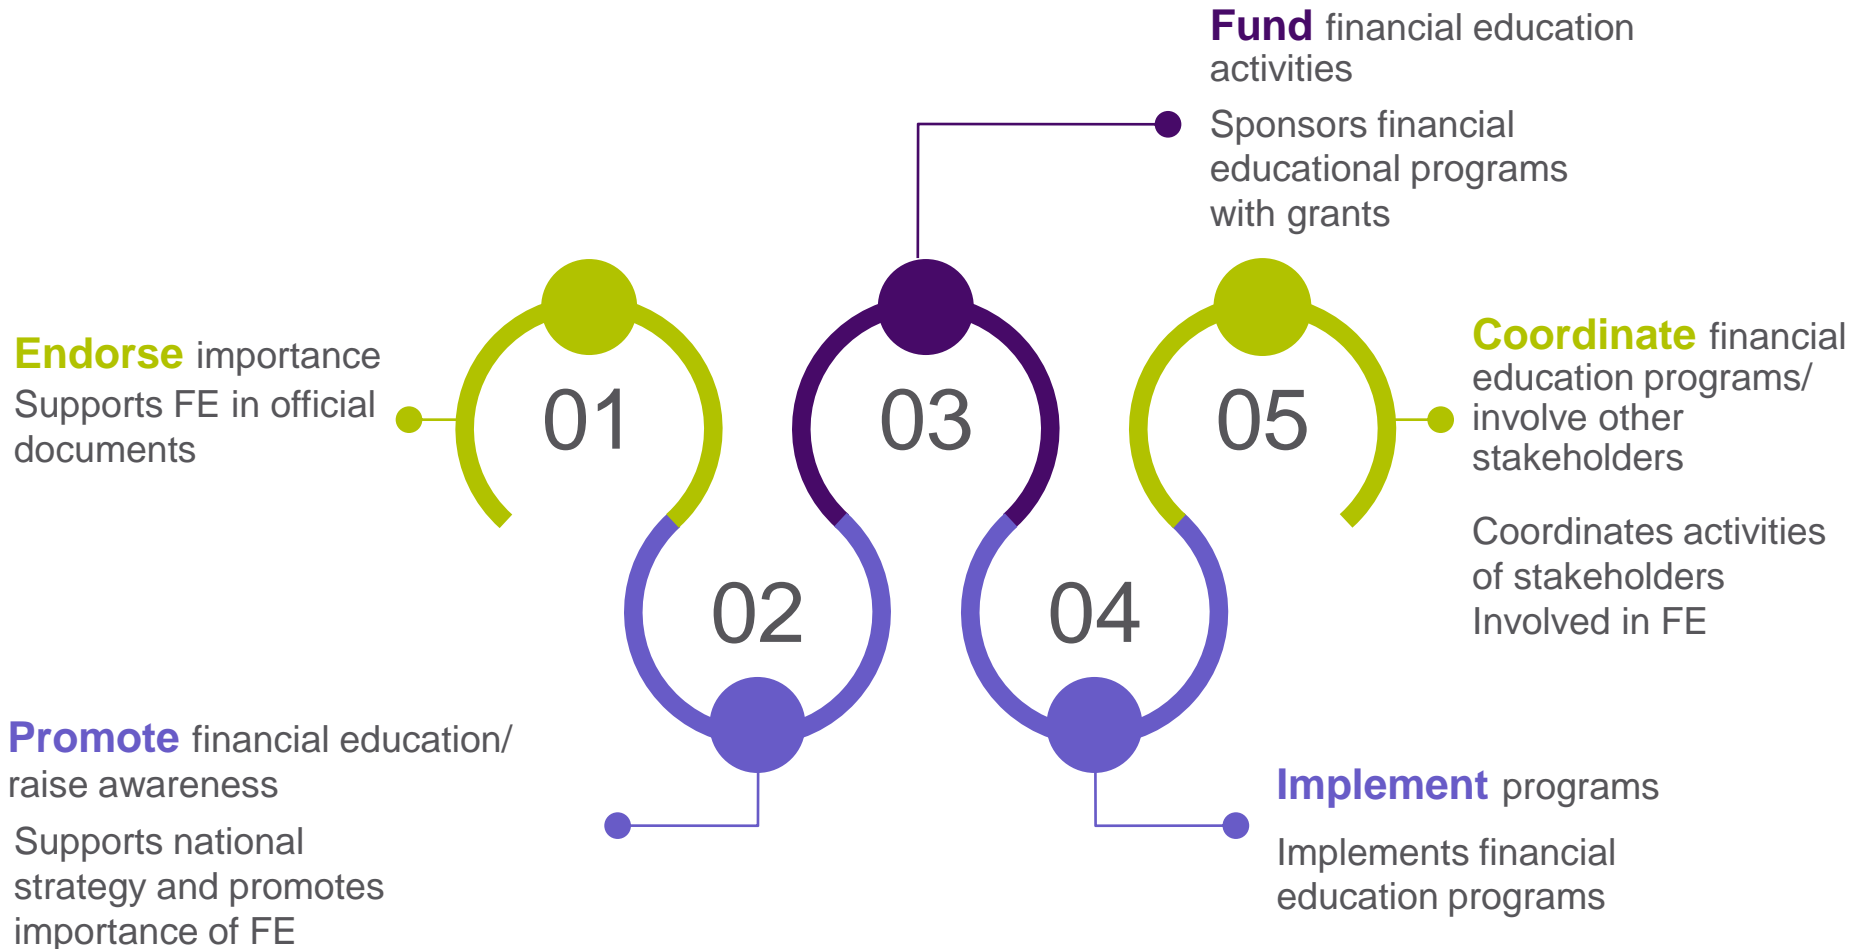 Endorse importance
Supports FE in official
documents
01
Promote financial education/
raise awareness
Supports national
strategy and promotes
importance of FE
02
Fund financial education
activities
Sponsors financial
educational programs
with grants
03
Implement programs
Implements financial
education programs
04
Coordinate financial
education programs/
involve other
stakeholders
Coordinates activities
of stakeholders
Involved in FE
05